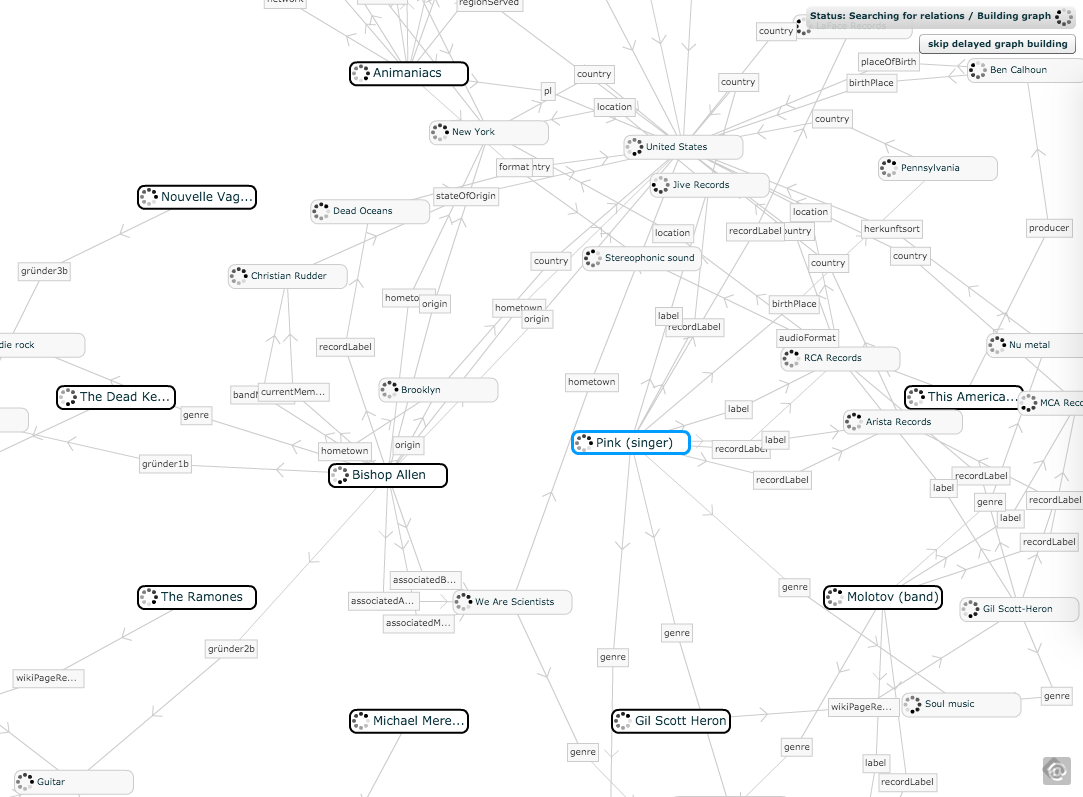 network
regionServed
Status: Searching for relations / Building graph
country
LaFace Records
skip delayed graph building
placeOfBirth
Ben Calhoun
Animaniacs
country
country
birthPlace
pl
location
country
New York
United States
format
ntry
Pennsylvania
Jive Records
Nouvelle Vag...
stateOfOrigin
Dead Oceans
location
location
recordLabel
untry
herkunftsort
producer
country
Stereophonic sound
country
country
gründer3b
Christian Rudder
hometo
origin
hometown
origin
birthPlace
label
recordLabel
audioFormat
die rock
recordLabel
RCA Records
Nu metal
hometown
Brooklyn
The Dead Ke...
bandM
currentMem...
This America...
MCA Reco
genre
label
Arista Records
origin
Pink (singer)
label
recordLabel
hometown
gründer1b
Bishop Allen
recordLabel
recordLabel
label
genre
recordLabel
label
recordLabel
associatedB...
genre
The Ramones
associatedA...
We Are Scientists
Molotov (band)
Gil Scott-Heron
associatedM...
genre
gründer2b
genre
wikiPageRe...
genre
wikiPageRe...
Soul music
Michael Mere...
Gil Scott Heron
genre
genre
label
Guitar
recordLabel